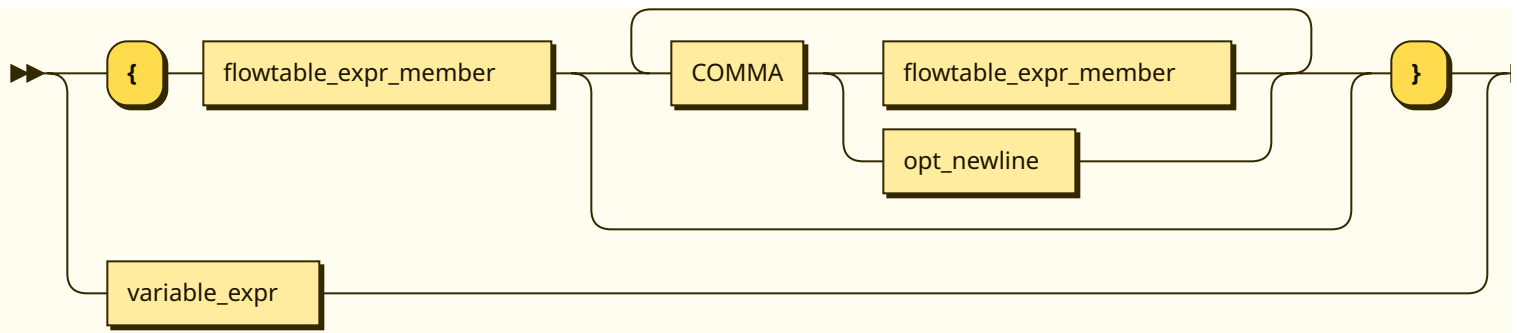 { flowtable_expr_member COMMA flowtable_expr_member }
opt_newline
variable_expr